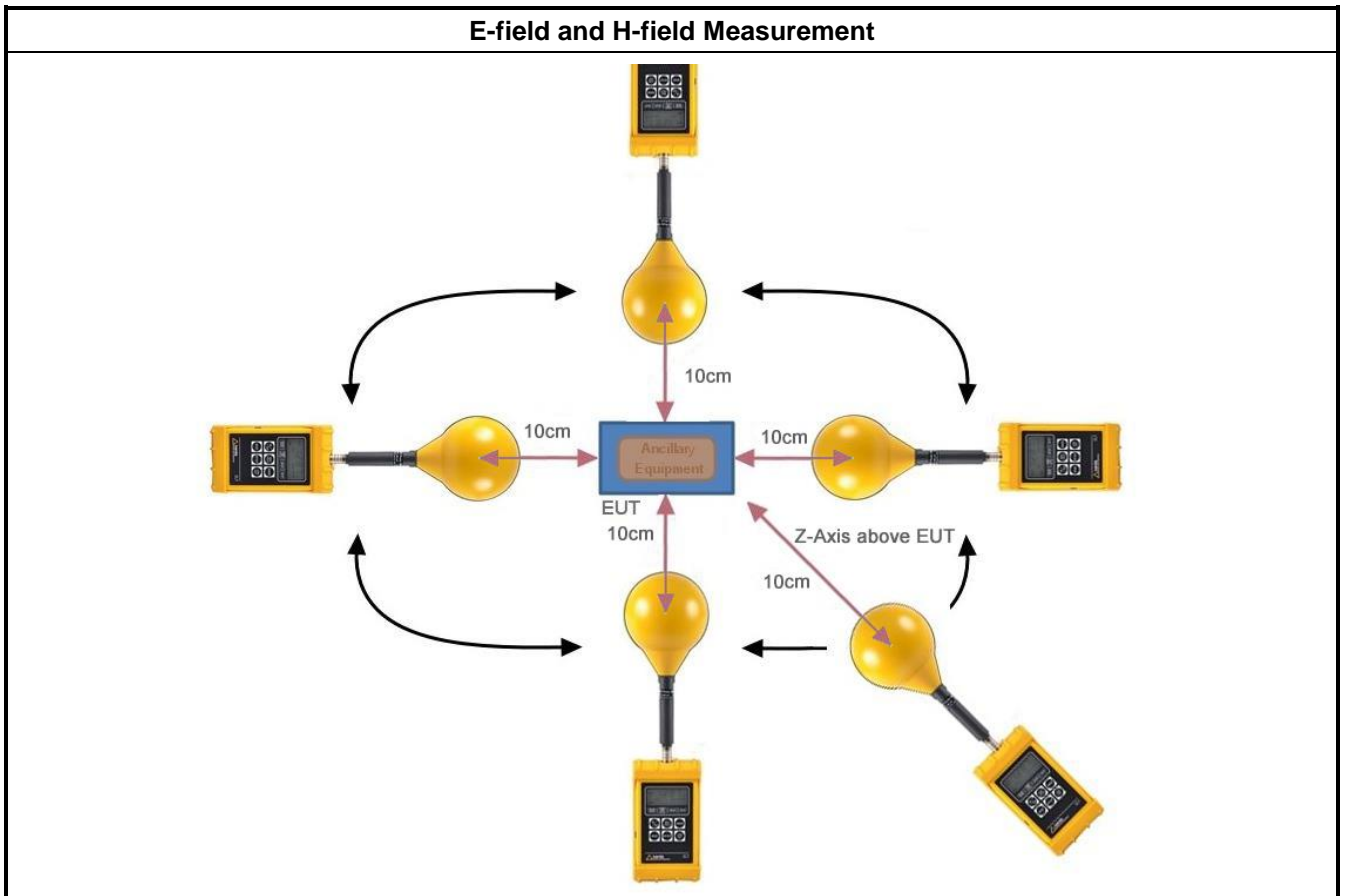 E-field and H-field Measurement
10cm
10cm
10cm
Ancillary
Equipment
EUT
10cm
Z-Axis above EUT
10cm